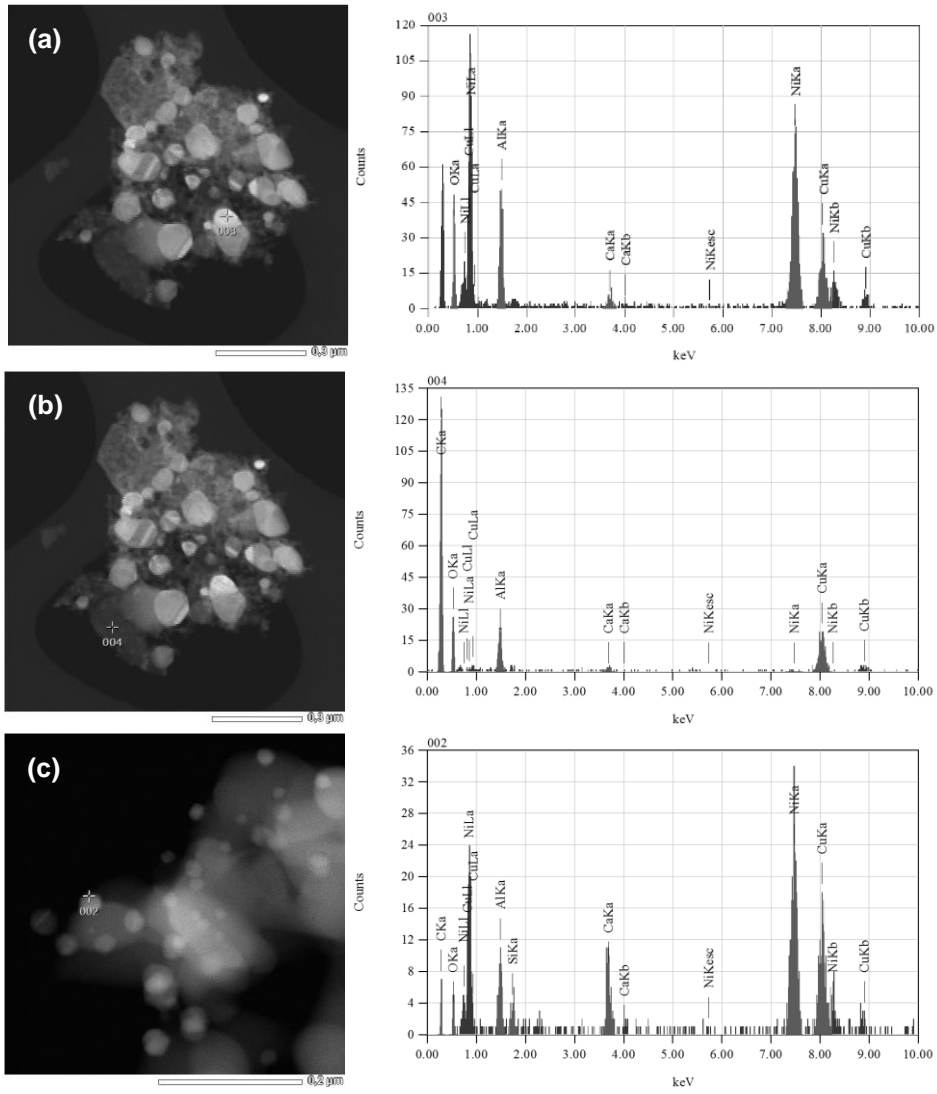 (a)
003
0,3 µm
003
Counts
120
105
90
75
60
45
30
15
0
OKa
NiLl
CuLl
NiLa
CuLa
AlKa
CaKa
CaKb
NiKesc
NiKa
CuKa
NiKb
CuKb
0.00 1.00 2.00 3.00 4.00 5.00 6.00 7.00 8.00 9.00 10.00
keV
(b)
004
0,3 µm
004
Counts
135
120
105
90
75
60
45
30
15
0
CKa
OKa
NiLl
CuLl
NiLa
CuLa
AlKa
CaKa
CaKb
NiKesc
NiKa
CuKa
NiKb
CuKb
0.00 1.00 2.00 3.00 4.00 5.00 6.00 7.00 8.00 9.00 10.00
keV
(c)
002
0,2 µm
002
Counts
36
32
28
24
20
16
12
8
4
0
CKa
OKa
NiLl
CuLl
NiLa
CuLa
AlKa
SiKa
CaKa
CaKb
NiKesc
NiKa
CuKa
NiKb
CuKb
0.00 1.00 2.00 3.00 4.00 5.00 6.00 7.00 8.00 9.00 10.00
keV